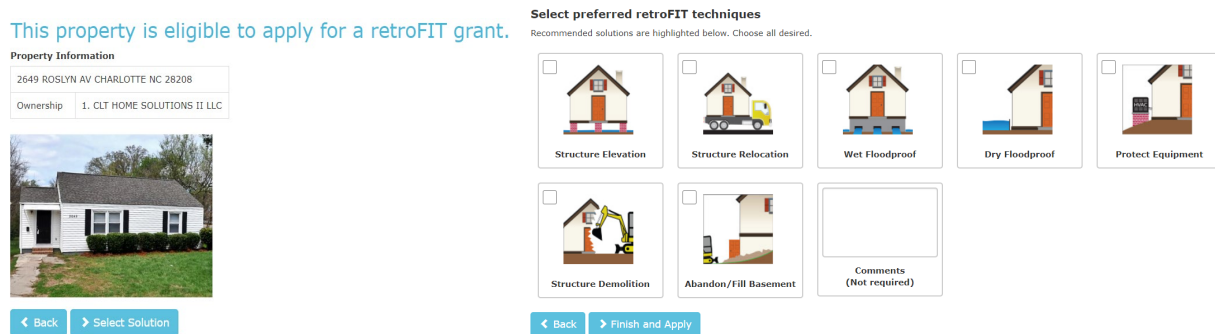 This property is eligible to apply for a retroFIT grant.
Property Information
2649 ROSLYN AV CHARLOTTE NC 28208
Ownership 1. CLT HOME SOLUTIONS II LLC
Back Select Solution
Select preferred retroFIT techniques
Recommended solutions are highlighted below. Choose all desired.
Structure Elevation Structure Relocation Wet Floodproof Dry Floodproof Protect Equipment
Structure Demolition Abandon/Fill Basement Comments
(Not required)
Back Finish and Apply